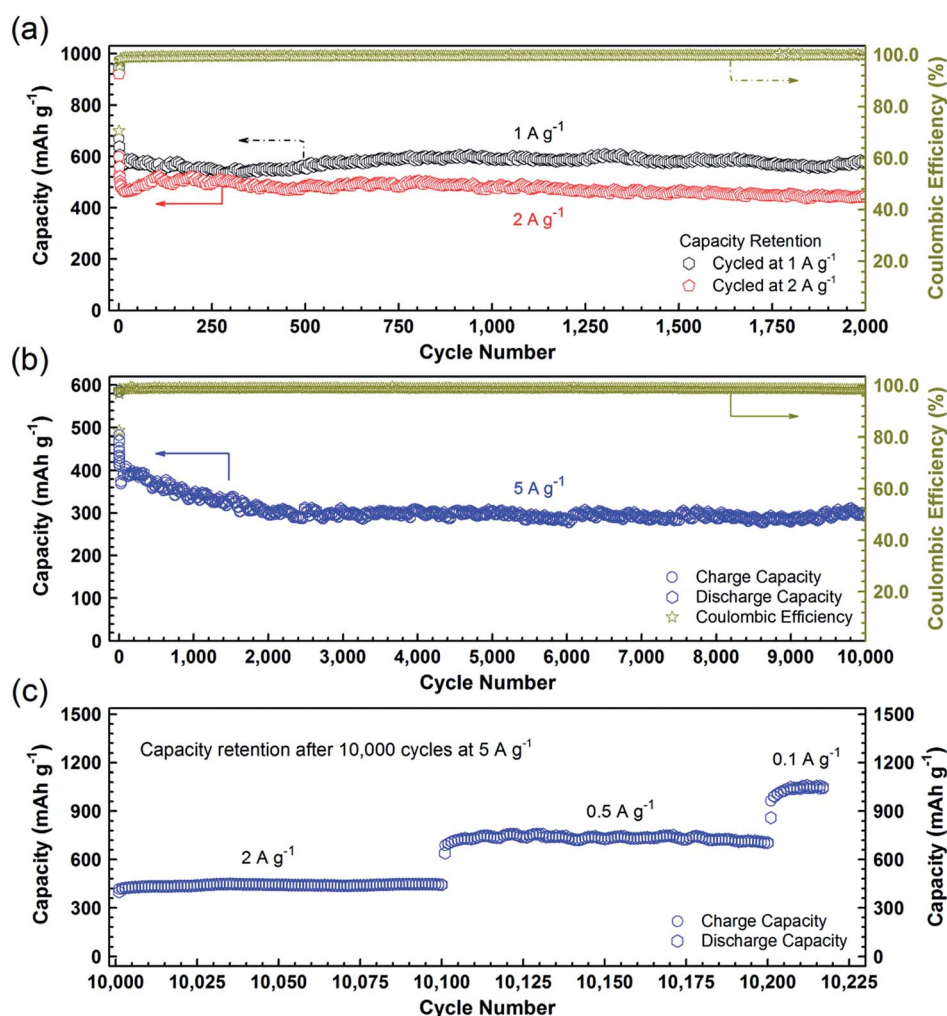 (a)
1000
800
600
400
200
0
Capacity (mAh g⁻¹)
1 A g⁻¹
2 A g⁻¹
Capacity Retention
Cycled at 1 A g⁻¹
Cycled at 2 A g⁻¹
100.0
80.0
60.0
40.0
20.0
Coulombic Efficiency (%)
0 250 500 750 1,000 1,250 1,500 1,750 2,000
Cycle Number
(b)
600
500
400
300
200
100
0
Capacity (mAh g⁻¹)
5 A g⁻¹
Charge Capacity
Discharge Capacity
Coulombic Efficiency
100.0
80.0
60.0
40.0
20.0
Coulombic Efficiency (%)
0 1,000 2,000 3,000 4,000 5,000 6,000 7,000 8,000 9,000 10,000
Cycle Number
(c)
1500
1200
900
600
300
0
Capacity (mAh g⁻¹)
Capacity retention after 10,000 cycles at 5 A g⁻¹
2 A g⁻¹
0.5 A g⁻¹
0.1 A g⁻¹
Charge Capacity
Discharge Capacity
1500
1200
900
600
300
0
Capacity (mAh g⁻¹)
10,000 10,025 10,050 10,075 10,100 10,125 10,150 10,175 10,200 10,225
Cycle Number